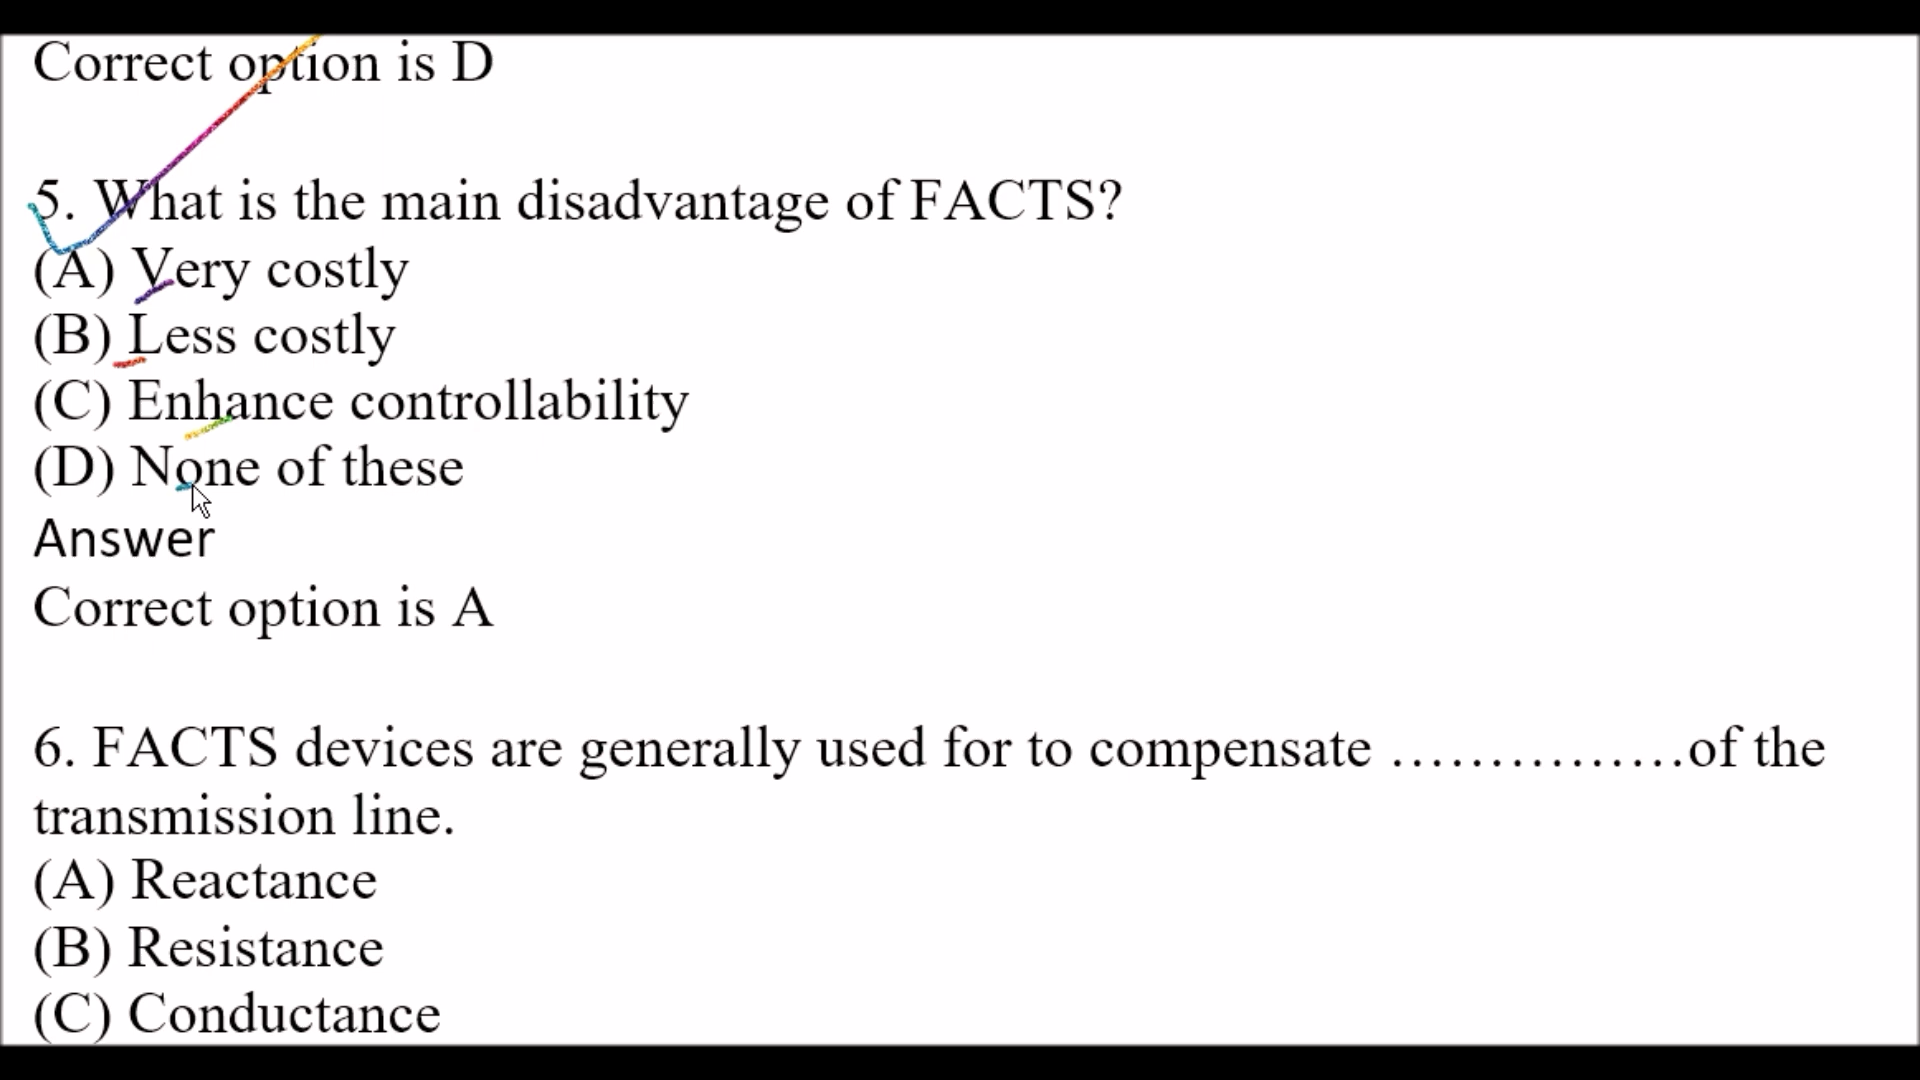 Correct option is D
5. What is the main disadvantage of FACTS?
(A) Very costly
(B) Less costly
(C) Enhance controllability
(D) None of these
Answer
Correct option is A
6. FACTS devices are generally used for to compensate ……………of the
transmission line.
(A) Reactance
(B) Resistance
(C) Conductance